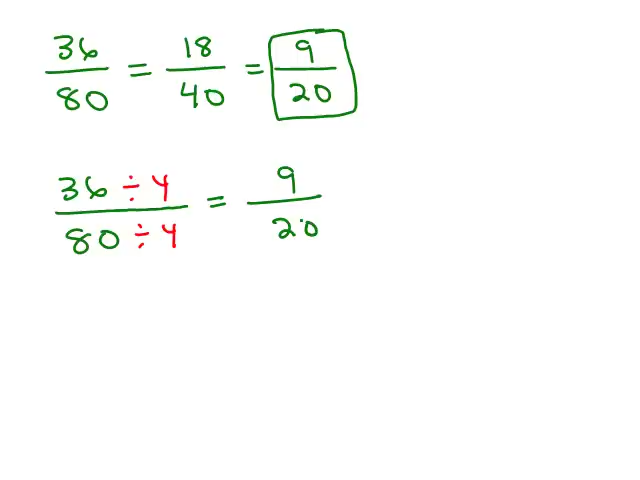 36/80 = 18/40 = 9/20
36 ÷ 4/80 ÷ 4 = 9/20